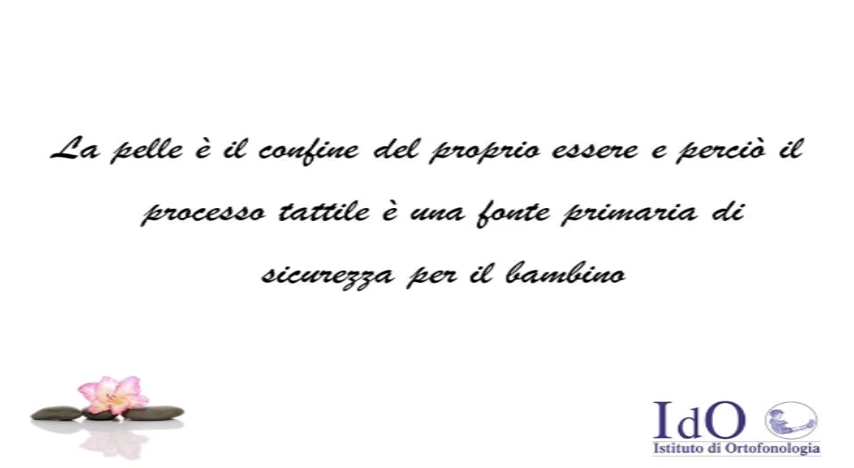 La pelle è il confine del proprio essere e perciò il
processo tattile è una fonte primaria di
sicurezza per il bambino
IdO
Istituto di Ortofonologia